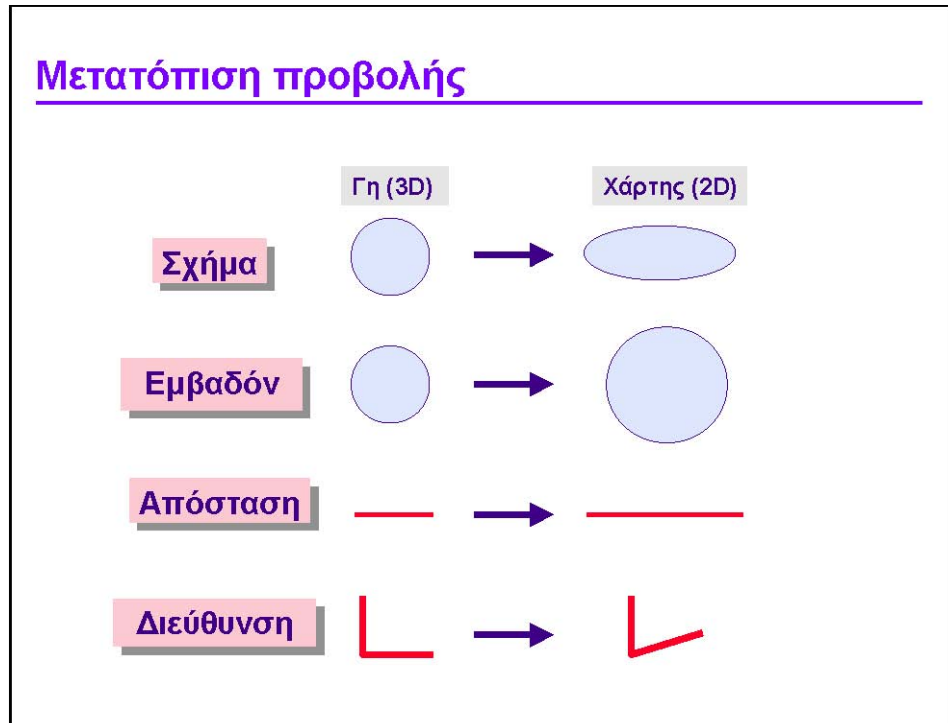 Μετατόπιση προβολής
Γη (3D) Χάρτης (2D)
Σχήμα
Εμβαδόν
Απόσταση
Διεύθυνση